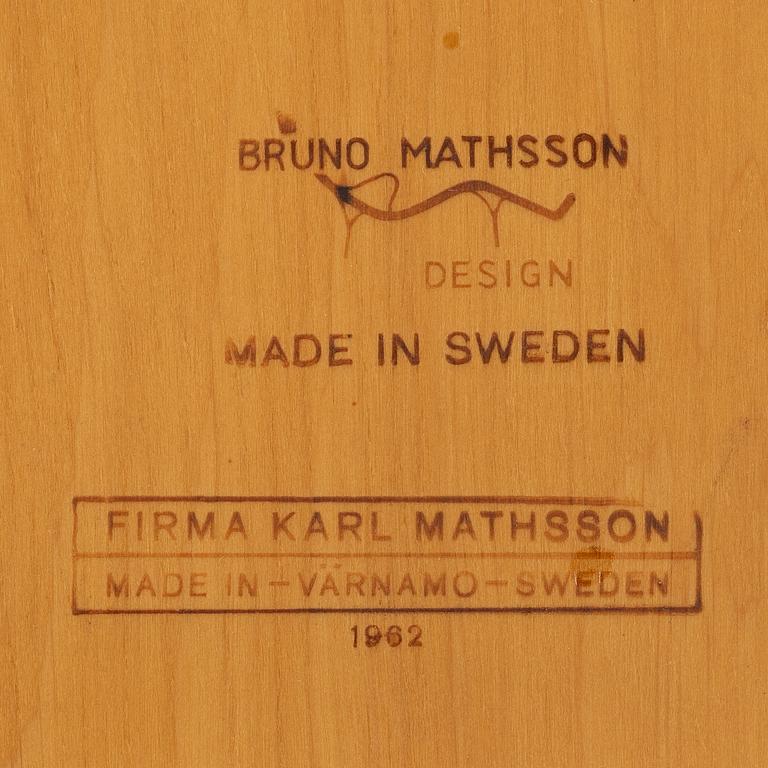 BRUNO MATHSSON
DESIGN
MADE IN SWEDEN
FIRMA KARL MATHSSON
MADE IN – VÄRNAMO – SWEDEN
1962